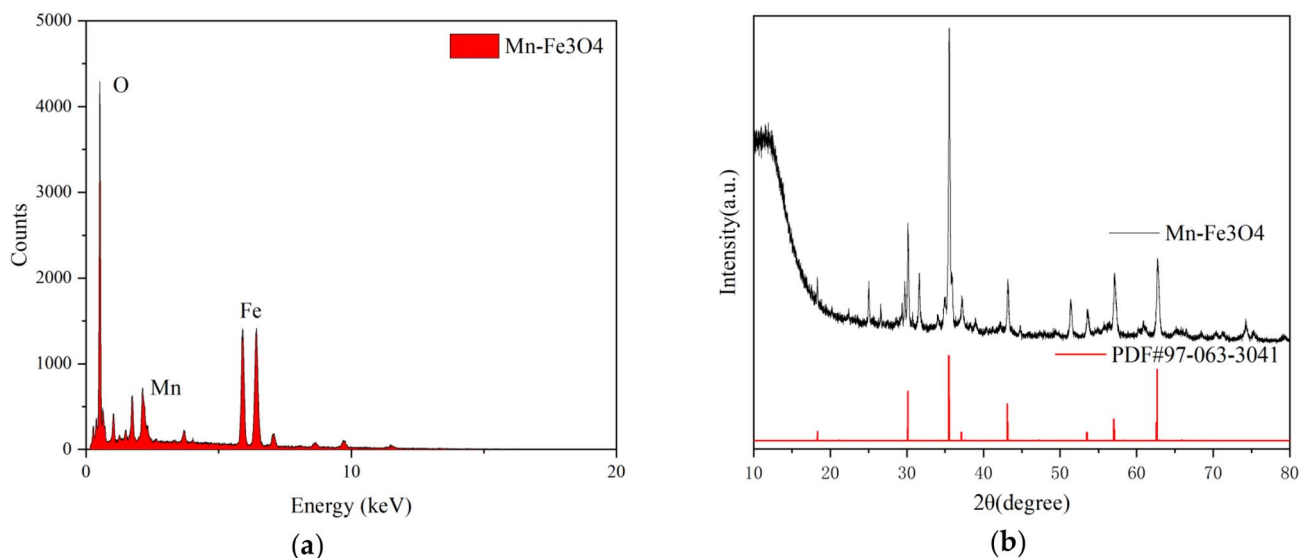 5000
4000
3000
2000
1000
0
Counts
O
Mn
Fe
Mn-Fe3O4
0
10
20
Energy (keV)
(a)
Intensity(a.u.)
Mn-Fe3O4
PDF#97-063-3041
10
20
30
40
50
60
70
80
2θ(degree)
(b)